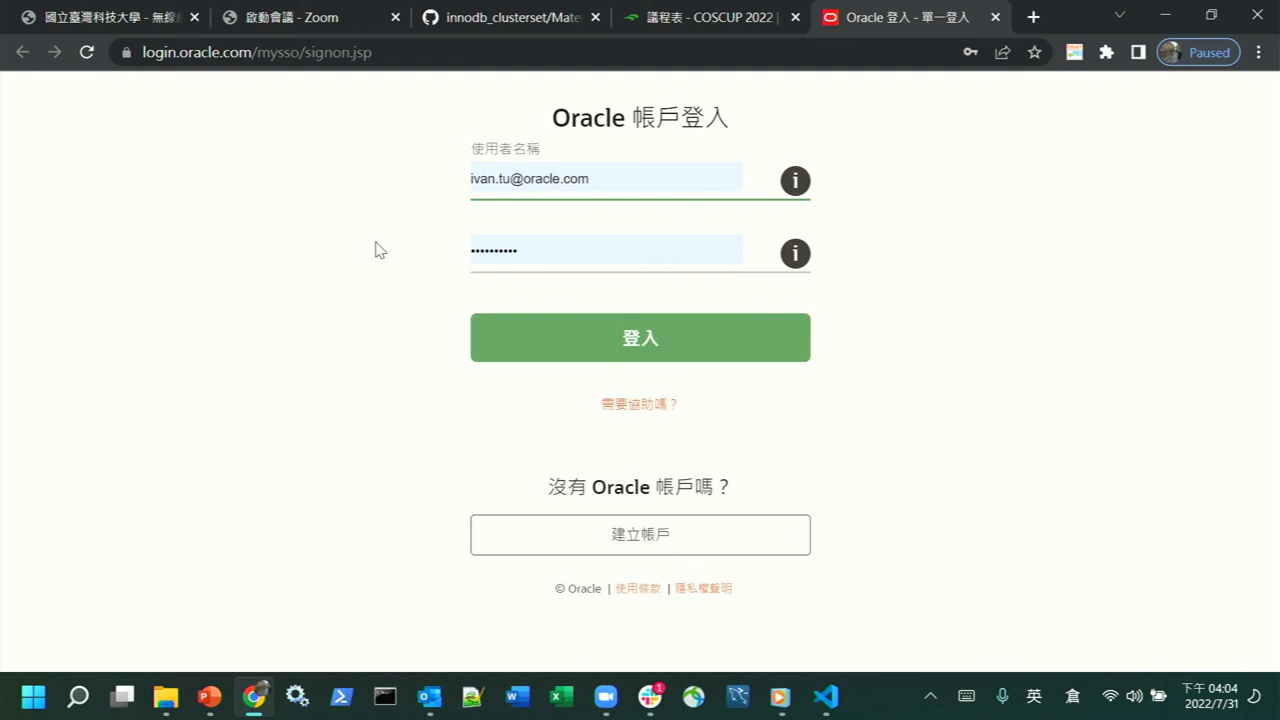 國立臺灣科技大學 - 無線
啟動會議 - Zoom
innodb_clusterset/Mate
議程表 - COSCUP 2022 |
Oracle 登入 - 單一登入
login.oracle.com/mysso/signon.jsp
Paused
Oracle 帳戶登入
使用者名稱
ivan.tu@oracle.com
••••••••••
登入
需要協助嗎？
沒有 Oracle 帳戶嗎？
建立帳戶
© Oracle | 使用條款 | 隱私權聲明
1
英
倉
下午 04:04
2022/7/31